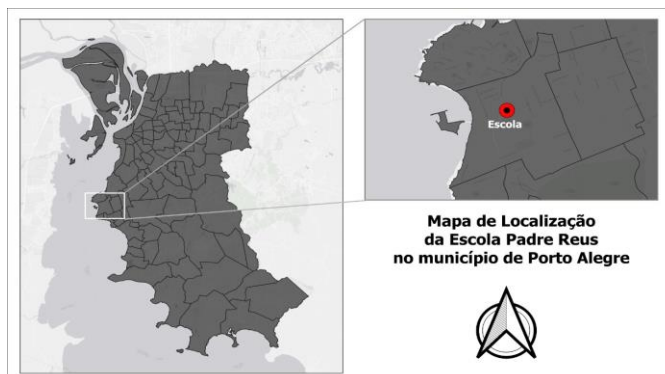 Escola
Mapa de Localização
da Escola Padre Reus
no município de Porto Alegre